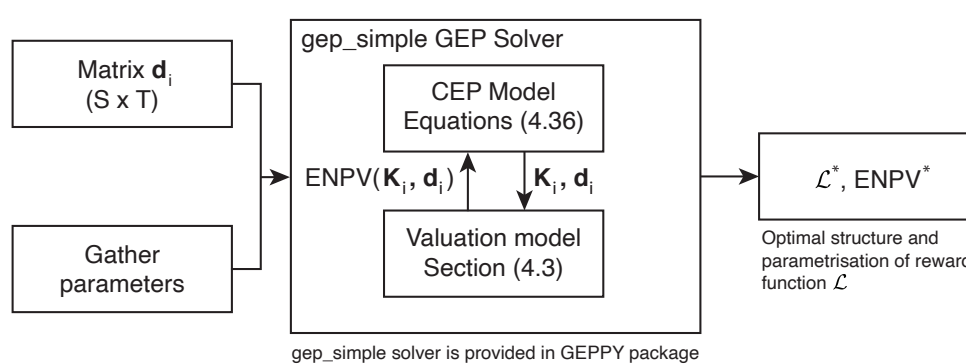 Matrix d_i
(S x T)
Gather
parameters
gep_simple GEP Solver
CEP Model
Equations (4.36)
ENPV(K_i, d_i)
K_i, d_i
Valuation model
Section (4.3)
gep_simple solver is provided in GEPPY package
ℒ*, ENPV*
Optimal structure and
parametrisation of reward
function ℒ